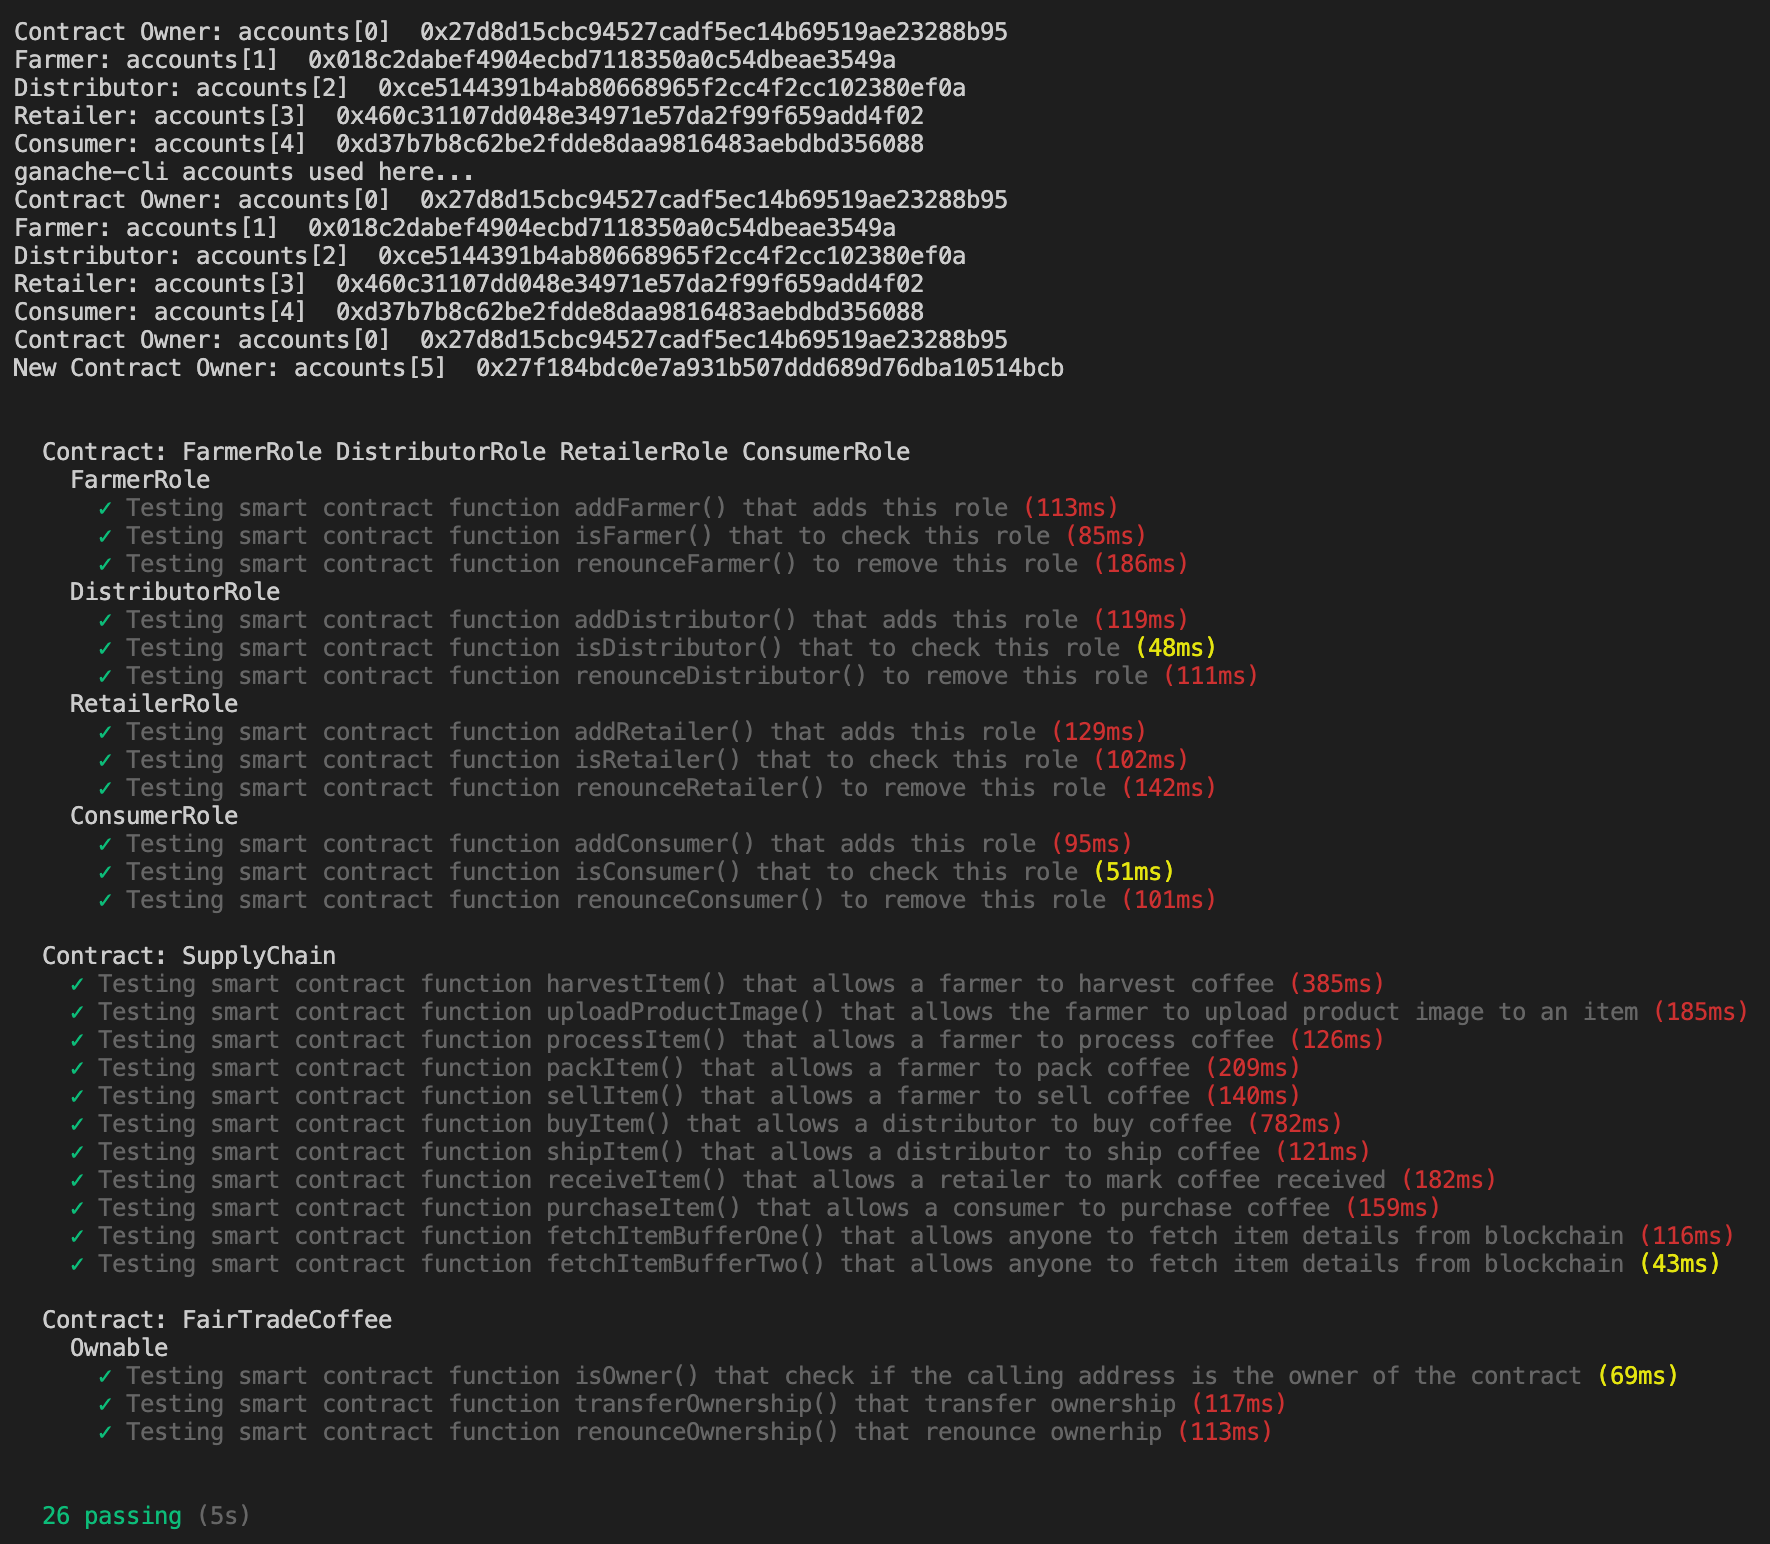 Contract Owner: accounts[0]  0x27d8d15cbc94527cadf5ec14b69519ae23288b95
Farmer: accounts[1]  0x018c2dabef4904ecbd7118350a0c54dbeae3549a
Distributor: accounts[2]  0xce5144391b4ab80668965f2cc4f2cc102380ef0a
Retailer: accounts[3]  0x460c31107dd048e34971e57da2f99f659add4f02
Consumer: accounts[4]  0xd37b7b8c62be2fdde8daa9816483aebdbd356088
ganache-cli accounts used here...
Contract Owner: accounts[0]  0x27d8d15cbc94527cadf5ec14b69519ae23288b95
Farmer: accounts[1]  0x018c2dabef4904ecbd7118350a0c54dbeae3549a
Distributor: accounts[2]  0xce5144391b4ab80668965f2cc4f2cc102380ef0a
Retailer: accounts[3]  0x460c31107dd048e34971e57da2f99f659add4f02
Consumer: accounts[4]  0xd37b7b8c62be2fdde8daa9816483aebdbd356088
Contract Owner: accounts[0]  0x27d8d15cbc94527cadf5ec14b69519ae23288b95
New Contract Owner: accounts[5]  0x27f184bdc0e7a931b507ddd689d76dba10514bcb
Contract: FarmerRole DistributorRole RetailerRole ConsumerRole
FarmerRole
✓ Testing smart contract function addFarmer() that adds this role (113ms)
✓ Testing smart contract function isFarmer() that to check this role (85ms)
✓ Testing smart contract function renounceFarmer() to remove this role (186ms)
DistributorRole
✓ Testing smart contract function addDistributor() that adds this role (119ms)
✓ Testing smart contract function isDistributor() that to check this role (48ms)
✓ Testing smart contract function renounceDistributor() to remove this role (111ms)
RetailerRole
✓ Testing smart contract function addRetailer() that adds this role (129ms)
✓ Testing smart contract function isRetailer() that to check this role (102ms)
✓ Testing smart contract function renounceRetailer() to remove this role (142ms)
ConsumerRole
✓ Testing smart contract function addConsumer() that adds this role (95ms)
✓ Testing smart contract function isConsumer() that to check this role (51ms)
✓ Testing smart contract function renounceConsumer() to remove this role (101ms)
Contract: SupplyChain
✓ Testing smart contract function harvestItem() that allows a farmer to harvest coffee (385ms)
✓ Testing smart contract function uploadProductImage() that allows the farmer to upload product image to an item (185ms)
✓ Testing smart contract function processItem() that allows a farmer to process coffee (126ms)
✓ Testing smart contract function packItem() that allows a farmer to pack coffee (209ms)
✓ Testing smart contract function sellItem() that allows a farmer to sell coffee (140ms)
✓ Testing smart contract function buyItem() that allows a distributor to buy coffee (782ms)
✓ Testing smart contract function shipItem() that allows a distributor to ship coffee (121ms)
✓ Testing smart contract function receiveItem() that allows a retailer to mark coffee received (182ms)
✓ Testing smart contract function purchaseItem() that allows a consumer to purchase coffee (159ms)
✓ Testing smart contract function fetchItemBufferOne() that allows anyone to fetch item details from blockchain (116ms)
✓ Testing smart contract function fetchItemBufferTwo() that allows anyone to fetch item details from blockchain (43ms)
Contract: FairTradeCoffee
Ownable
✓ Testing smart contract function isOwner() that check if the calling address is the owner of the contract (69ms)
✓ Testing smart contract function transferOwnership() that transfer ownership (117ms)
✓ Testing smart contract function renounceOwnership() that renounce ownerhip (113ms)
26 passing (5s)